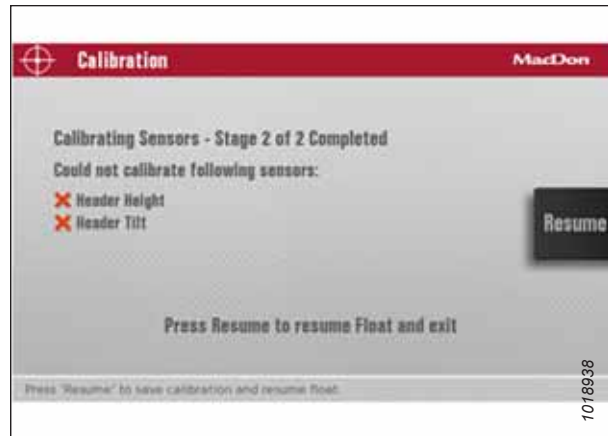 Calibration
MacDon
Calibrating Sensors - Stage 2 of 2 Completed
Could not calibrate following sensors:
Header Height
Header Tilt
Resume
Press Resume to resume Float and exit
Press 'Resume' to save calibration and resume float.
1018938